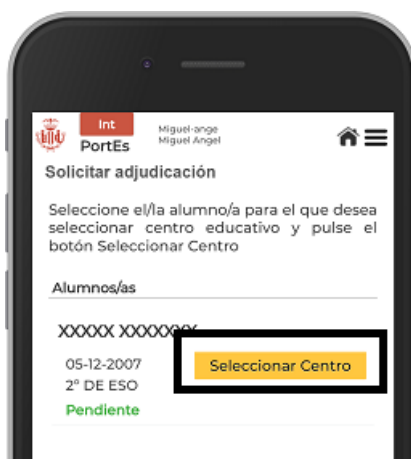 Int
PortEs
Miguel-ange
Miguel Angel
Solicitar adjudicación
Seleccione el/la alumno/a para el que desea
seleccionar centro educativo y pulse el
botón Seleccionar Centro
Alumnos/as
XXXXX XXXXXXX
05-12-2007
Seleccionar Centro
2º DE ESO
Pendiente